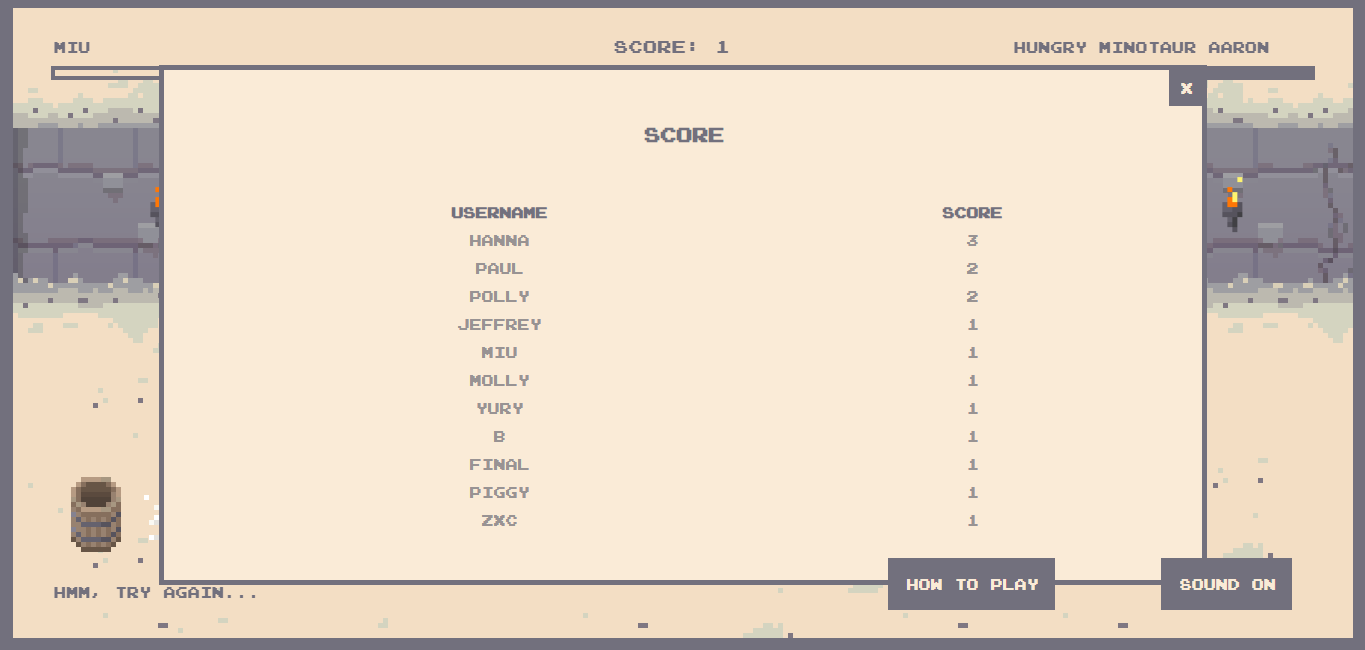 MIU SCORE: 1 HUNGRY MINOTAUR AARON
X
SCORE
USERNAME SCORE
HANNA 3
PAUL 2
POLLY 2
JEFFREY 1
MIU 1
MOLLY 1
YURY 1
B 1
FINAL 1
PIGGY 1
ZXC 1
HOW TO PLAY SOUND ON
HMM, TRY AGAIN...